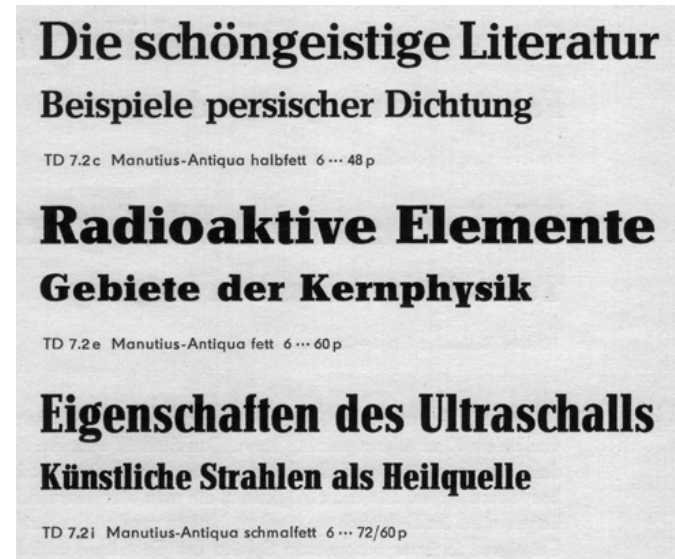 Die schöngeistige Literatur
Beispiele persischer Dichtung
TD 7.2c Manutius-Antiqua halbfett 6 ··· 48 p
Radioaktive Elemente
Gebiete der Kernphysik
TD 7.2e Manutius-Antiqua fett 6 ··· 60 p
Eigenschaften des Ultraschalls
Künstliche Strahlen als Heilquelle
TD 7.2i Manutius-Antiqua schmalfett 6 ··· 72/60 p